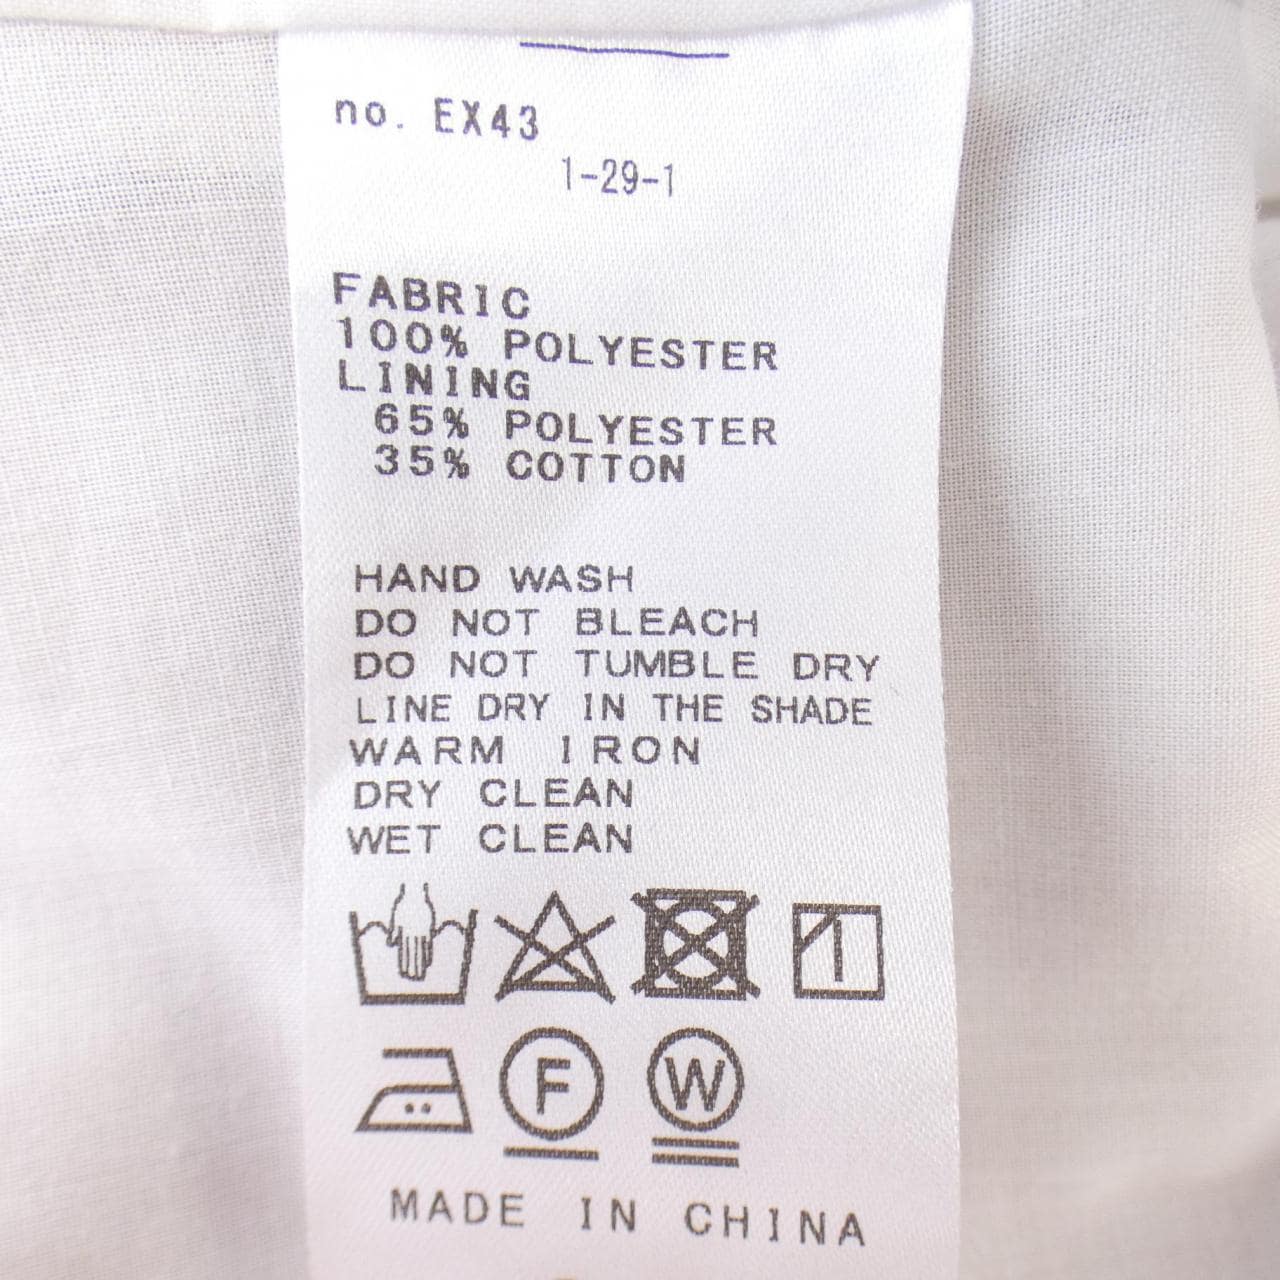 no. EX43
1-29-1
FABRIC
100% POLYESTER
LINING
65% POLYESTER
35% COTTON
HAND WASH
DO NOT BLEACH
DO NOT TUMBLE DRY
LINE DRY IN THE SHADE
WARM IRON
DRY CLEAN
WET CLEAN
F W
MADE IN CHINA